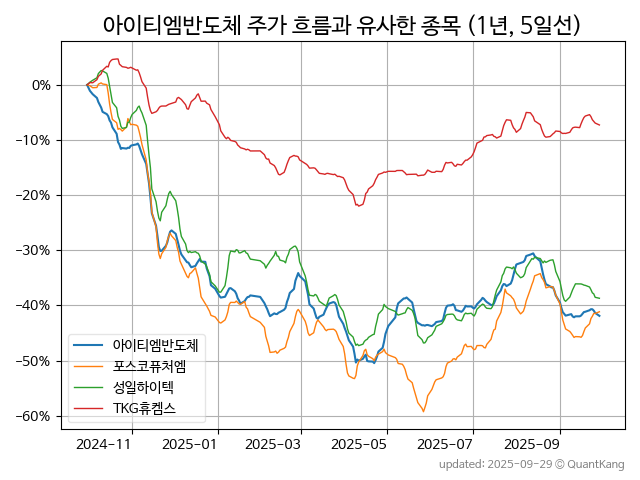 아이티엠반도체 주가 흐름과 유사한 종목 (1년, 5일선)
0%
−10%
−20%
−30%
−40%
−50%
−60%
아이티엠반도체
포스코퓨처엠
성일하이텍
TKG휴켐스
2024-11
2025-01
2025-03
2025-05
2025-07
2025-09
updated: 2025-09-29 © QuantKang